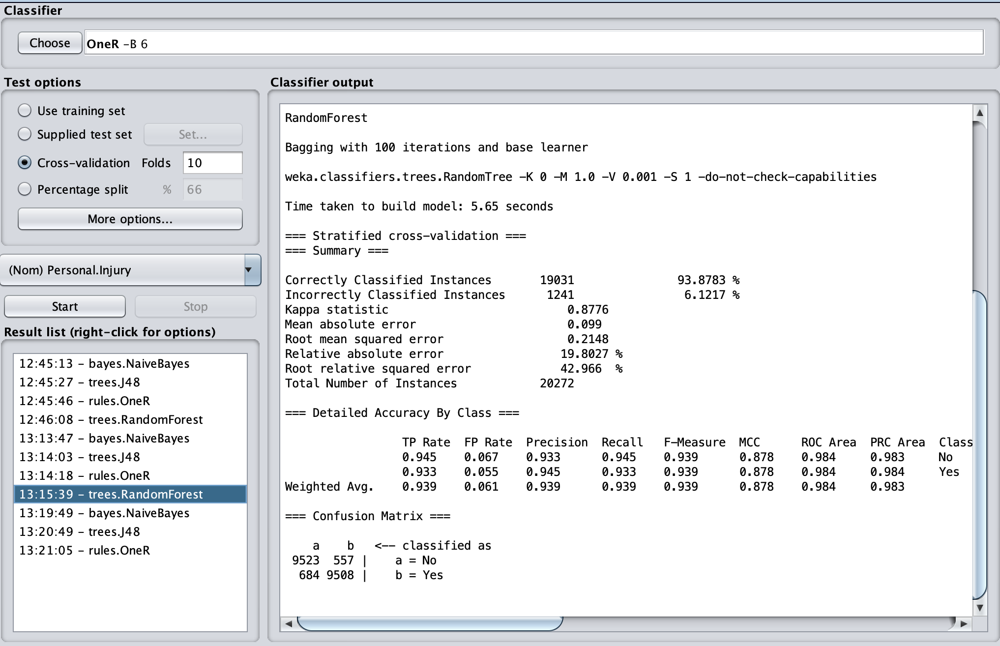 Classifier
Choose OneR -B 6
Test options
Use training set
Supplied test set Set...
Cross-validation Folds 10
Percentage split % 66
More options...
(Nom) Personal.Injury
Start Stop
Result list (right-click for options)
12:45:13 - bayes.NaiveBayes
12:45:27 - trees.J48
12:45:46 - rules.OneR
12:46:08 - trees.RandomForest
13:13:47 - bayes.NaiveBayes
13:14:03 - trees.J48
13:14:18 - rules.OneR
13:15:39 - trees.RandomForest
13:19:49 - bayes.NaiveBayes
13:20:49 - trees.J48
13:21:05 - rules.OneR
Classifier output
RandomForest
Bagging with 100 iterations and base learner
weka.classifiers.trees.RandomTree -K 0 -M 1.0 -V 0.001 -S 1 -do-not-check-capabilities
Time taken to build model: 5.65 seconds
=== Stratified cross-validation ===
=== Summary ===
Correctly Classified Instances 19031 93.8783 %
Incorrectly Classified Instances 1241 6.1217 %
Kappa statistic 0.8776
Mean absolute error 0.099
Root mean squared error 0.2148
Relative absolute error 19.8027 %
Root relative squared error 42.966 %
Total Number of Instances 20272
=== Detailed Accuracy By Class ===
TP Rate FP Rate Precision Recall F-Measure MCC ROC Area PRC Area Class
0.945 0.067 0.933 0.945 0.939 0.878 0.984 0.983 No
0.933 0.055 0.945 0.933 0.939 0.878 0.984 0.984 Yes
Weighted Avg. 0.939 0.061 0.939 0.939 0.939 0.878 0.984 0.983
=== Confusion Matrix ===
a b <-- classified as
9523 557 | a = No
684 9508 | b = Yes